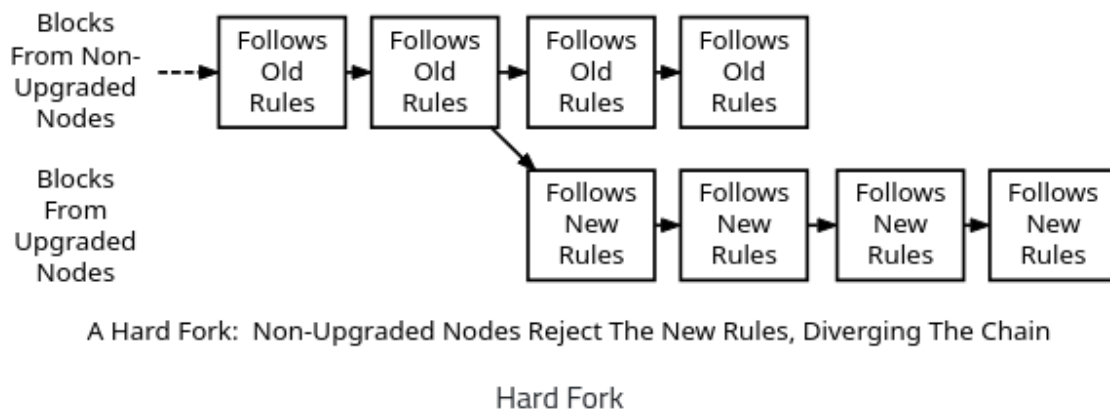 Blocks
From Non-
Upgraded
Nodes
Follows
Old
Rules
Follows
Old
Rules
Follows
Old
Rules
Follows
Old
Rules
Blocks
From
Upgraded
Nodes
Follows
New
Rules
Follows
New
Rules
Follows
New
Rules
Follows
New
Rules
A Hard Fork: Non-Upgraded Nodes Reject The New Rules, Diverging The Chain
Hard Fork